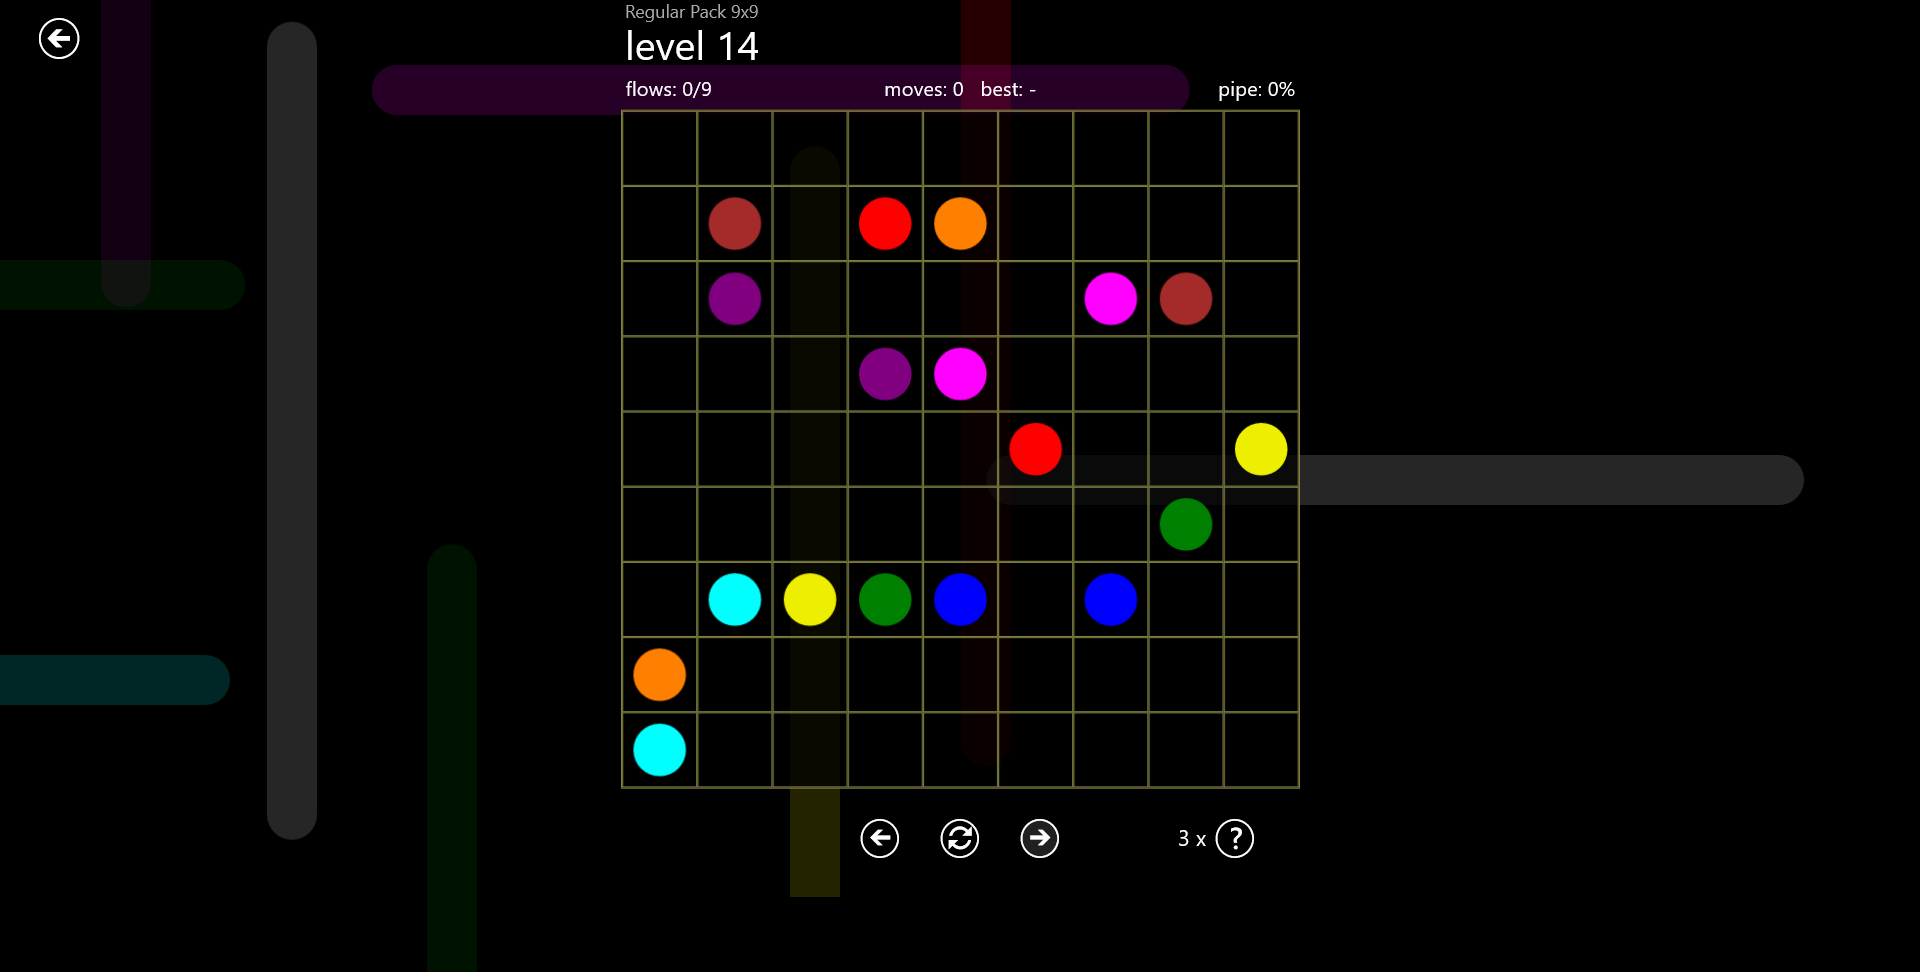 Regular Pack 9x9
level 14
flows: 0/9 moves: 0 best: - pipe: 0%
3 x ?